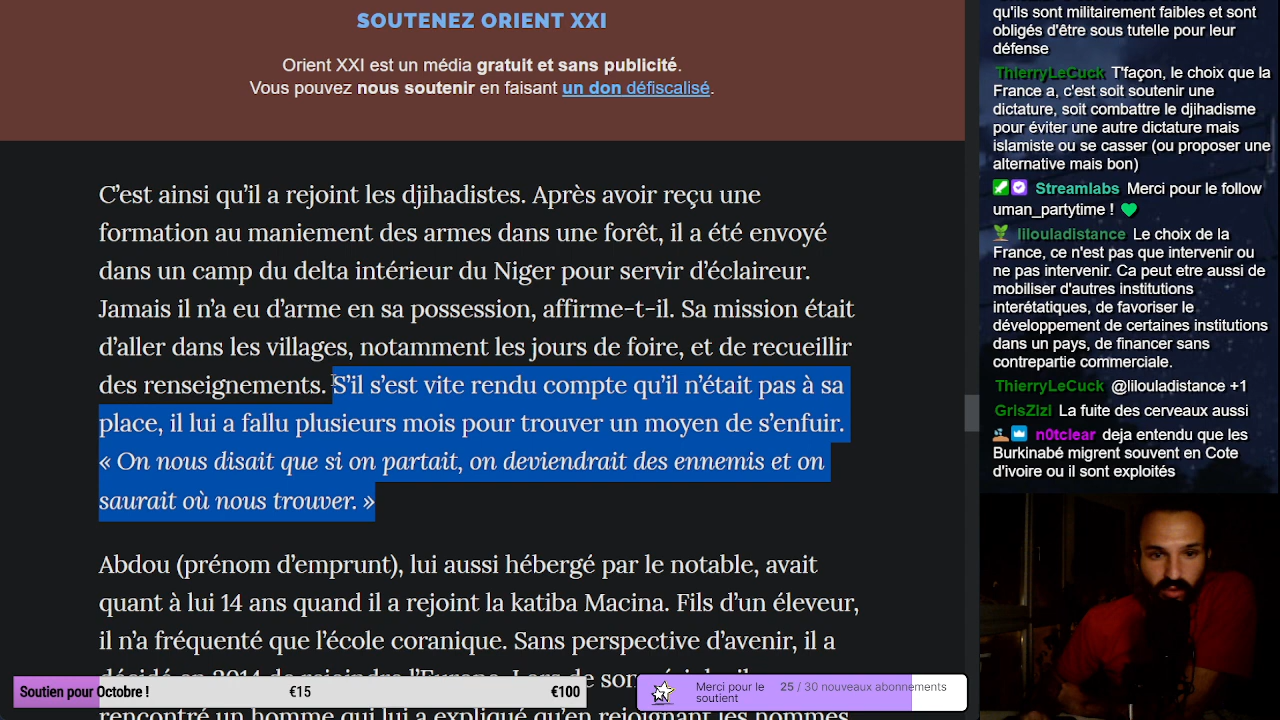 SOUTENEZ ORIENT XXI
Orient XXI est un média gratuit et sans publicité.
Vous pouvez nous soutenir en faisant un don défiscalisé.
C’est ainsi qu’il a rejoint les djihadistes. Après avoir reçu une
formation au maniement des armes dans une forêt, il a été envoyé
dans un camp du delta intérieur du Niger pour servir d’éclaireur.
Jamais il n’a eu d’arme en sa possession, affirme-t-il. Sa mission était
d’aller dans les villages, notamment les jours de foire, et de recueillir
des renseignements. S’il s’est vite rendu compte qu’il n’était pas à sa
place, il lui a fallu plusieurs mois pour trouver un moyen de s’enfuir.
« On nous disait que si on partait, on deviendrait des ennemis et on
saurait où nous trouver. »
Abdou (prénom d’emprunt), lui aussi hébergé par le notable, avait
quant à lui 14 ans quand il a rejoint la katiba Macina. Fils d’un éleveur,
il n’a fréquenté que l’école coranique. Sans perspective d’avenir, il a
rencontré un homme qui lui a expliqué qu’en rejoignant les hommes
Soutien pour Octobre !
€15
€100
Merci pour le
soutient
25 / 30 nouveaux abonnements
qu'ils sont militairement faibles et sont
obligés d'être sous tutelle pour leur
défense
ThierryLeCuck T'façon, le choix que la
France a, c'est soit soutenir une
dictature, soit combattre le djihadisme
pour éviter une autre dictature mais
islamiste ou se casser (ou proposer une
alternative mais bon)
Streamlabs Merci pour le follow
uman_partytime !
lilouladistance Le choix de la
France, ce n'est pas que intervenir ou
ne pas intervenir. Ca peut etre aussi de
mobiliser d'autres institutions
interétatiques, de favoriser le
développement de certaines institutions
dans un pays, de financer sans
contrepartie commerciale.
ThierryLeCuck @lilouladistance +1
GrisZizi La fuite des cerveaux aussi
n0tclear deja entendu que les
Burkinabé migrent souvent en Cote
d'ivoire ou il sont exploités